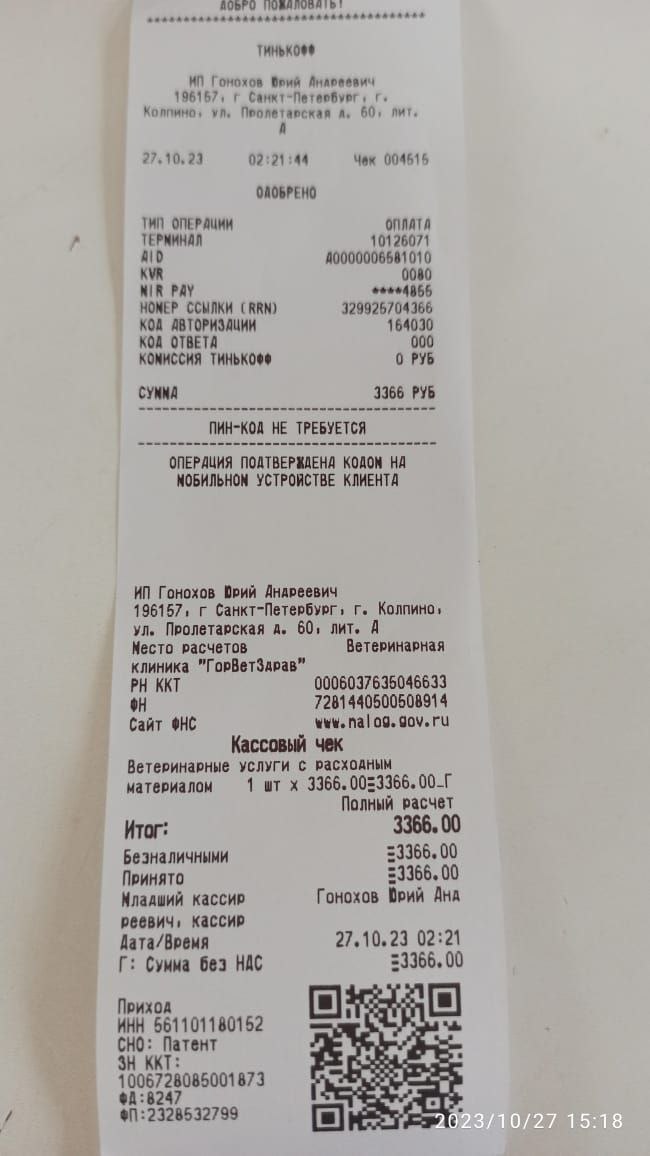 ДОБРО ПОЖАЛОВАТЬ!
****************************************
ТИНЬКОФФ
ИП Гонохов Юрий Андреевич
196157, г Санкт-Петербург, г.
Колпино, ул. Пролетарская д. 60, лит.
А
27.10.23 02:21:44 Чек 004515
ОДОБРЕНО
ТИП ОПЕРАЦИИ ОПЛАТА
ТЕРМИНАЛ 10126071
AID A0000006581010
KVR 0080
MIR PAY ****4855
НОМЕР ССЫЛКИ (RRN) 329925704366
КОД АВТОРИЗАЦИИ 164030
КОД ОТВЕТА 000
КОМИССИЯ ТИНЬКОФФ 0 РУБ
СУММА 3366 РУБ
ПИН-КОД НЕ ТРЕБУЕТСЯ
ОПЕРАЦИЯ ПОДТВЕРЖДЕНА КОДОМ НА
МОБИЛЬНОМ УСТРОЙСТВЕ КЛИЕНТА
ИП Гонохов Юрий Андреевич
196157, г Санкт-Петербург, г. Колпино,
ул. Пролетарская д. 60, лит. А
Место расчетов Ветеринарная
клиника "ГорВетЗдрав"
РН ККТ 0006037635046633
ФН 7281440500508914
Сайт ФНС www.nalog.gov.ru
Кассовый чек
Ветеринарные услуги с расходным
материалом 1 шт х 3366.00≡3366.00_Г
Полный расчет
Итог: 3366.00
Безналичными ≡3366.00
Принято ≡3366.00
Младший кассир Гонохов Юрий Анд
реевич, кассир
Дата/Время 27.10.23 02:21
Г: Сумма без НДС ≡3366.00
Приход
ИНН 561101180152
СНО: Патент
ЗН ККТ:
1006728085001873
ФД:8247
ФП:2328532799
2023/10/27 15:18